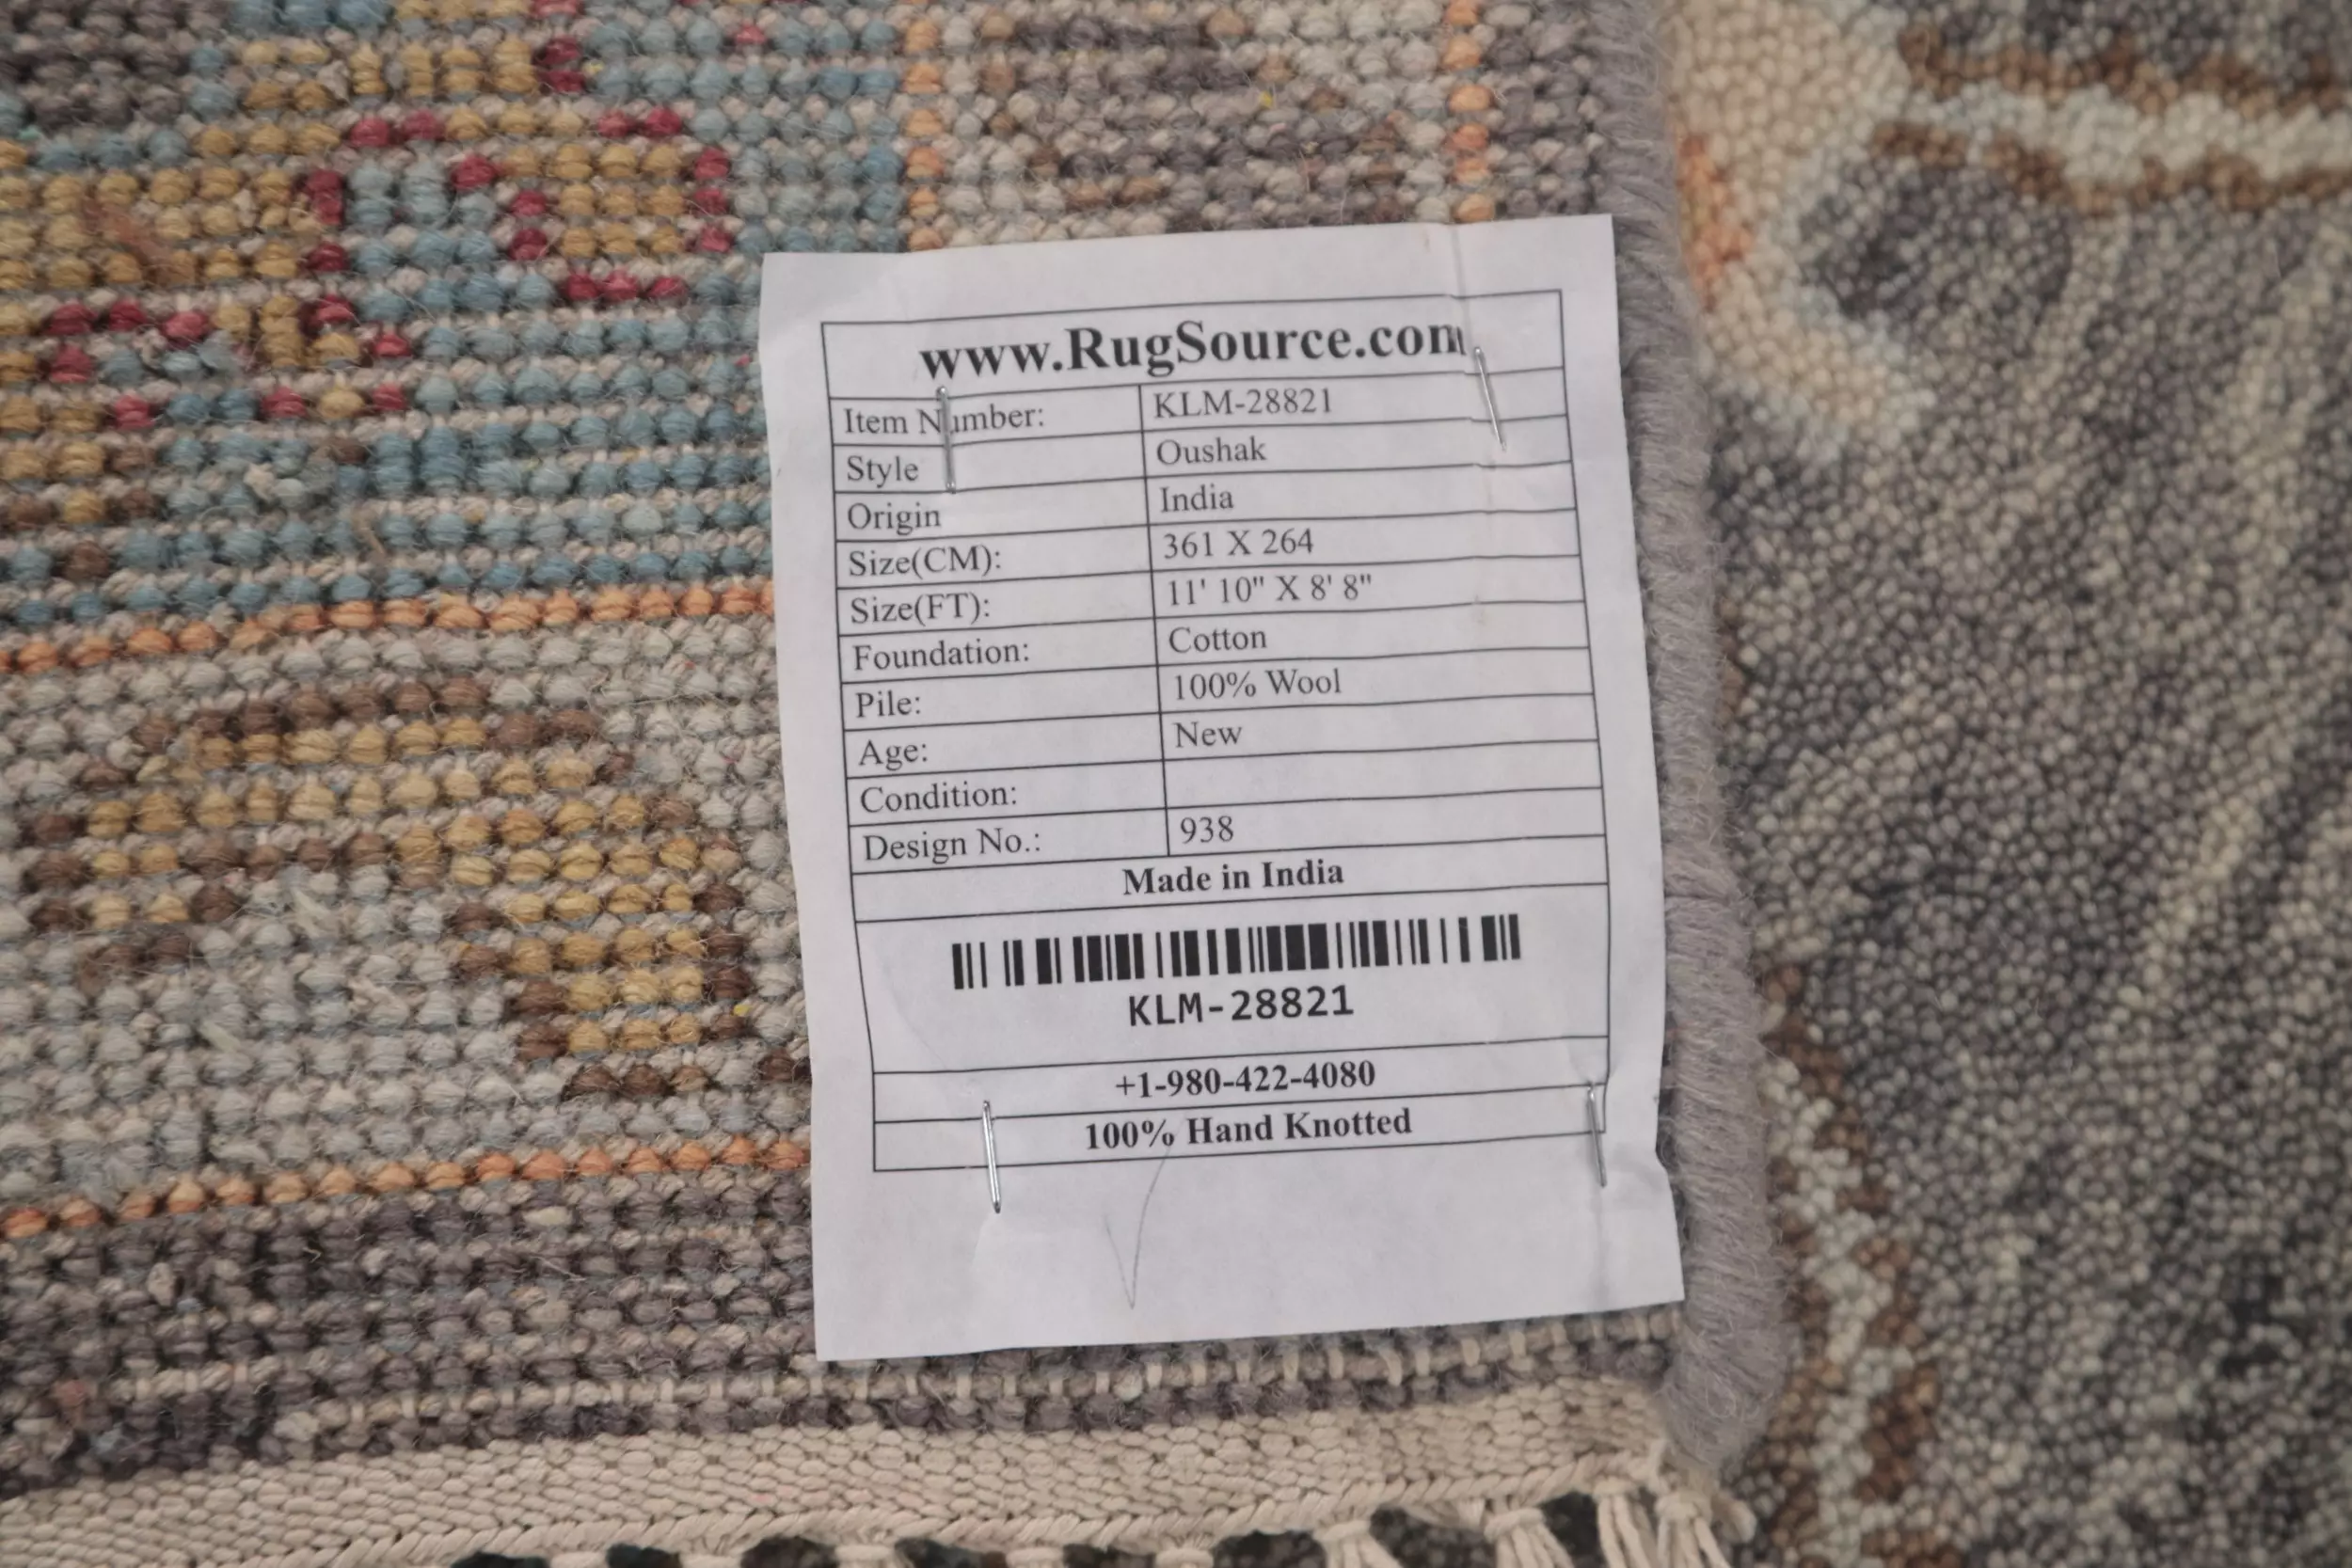 www.RugSource.com
Item Number: KLM-28821
Style Oushak
Origin India
Size(CM): 361 X 264
Size(FT): 11' 10" X 8' 8"
Foundation: Cotton
Pile: 100% Wool
Age: New
Condition:
Design No.: 938
Made in India
KLM-28821
+1-980-422-4080
100% Hand Knotted